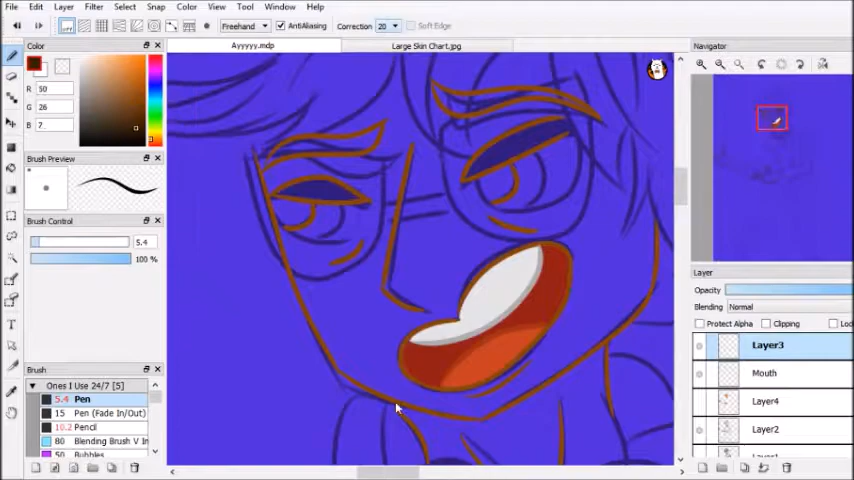 File Edit View Layer Filter Select Snap Color Tool Window Help
off Freehand AntiAliasing Correction 20 Soft Edge
Color
Ayyyyy.mdp Large Skin Chart.jpg
Navigator
R 50
G 26
B 7
Brush Preview
Brush Control
5.4
100 %
Layer
Opacity
Blending Normal
Protect Alpha Clipping
Layer3
Mouth
Layer4
Layer2
Layer1
Brush
Ones I Use 24/7 [5]
5.4 Pen
15 Pen (Fade In/Out)
10.2 Pencil
80 Blending Brush V
50 Bubbles